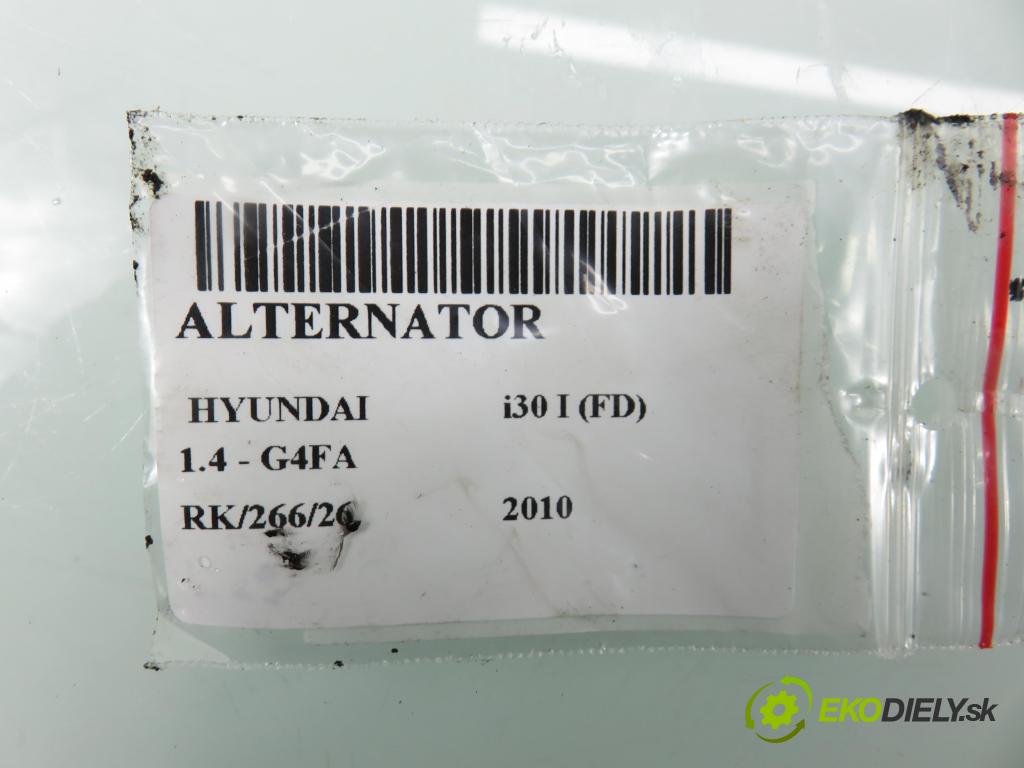 ALTERNATOR
HYUNDAI i30 I (FD)
1.4 - G4FA
RK/266/26 2010
EKODIELY.sk